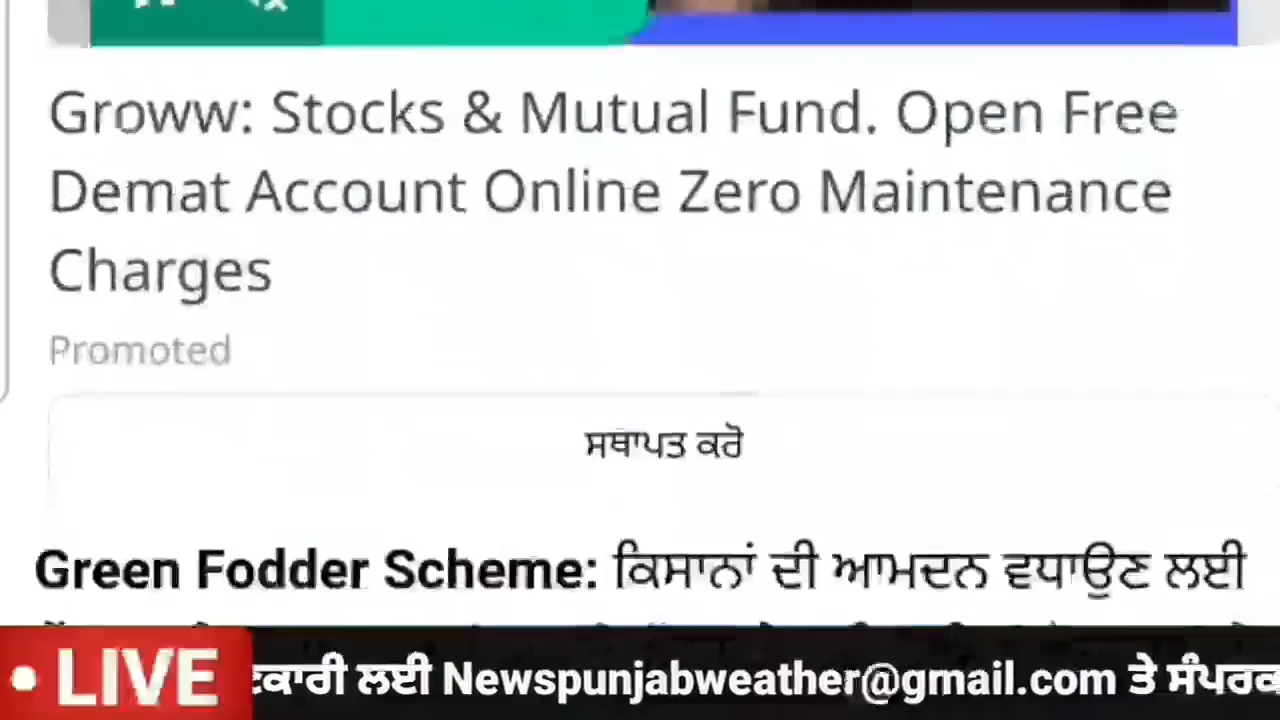 Groww: Stocks & Mutual Fund. Open Free
Demat Account Online Zero Maintenance
Charges
Promoted
ਸਥਾਪਤ ਕਰੋ
Green Fodder Scheme: ਕਿਸਾਨਾਂ ਦੀ ਆਮਦਨ ਵਧਾਉਣ ਲਈ
• LIVE
ਲਈ Newspunjabweather@gmail.com ਤੇ ਸੰਪਰਕ